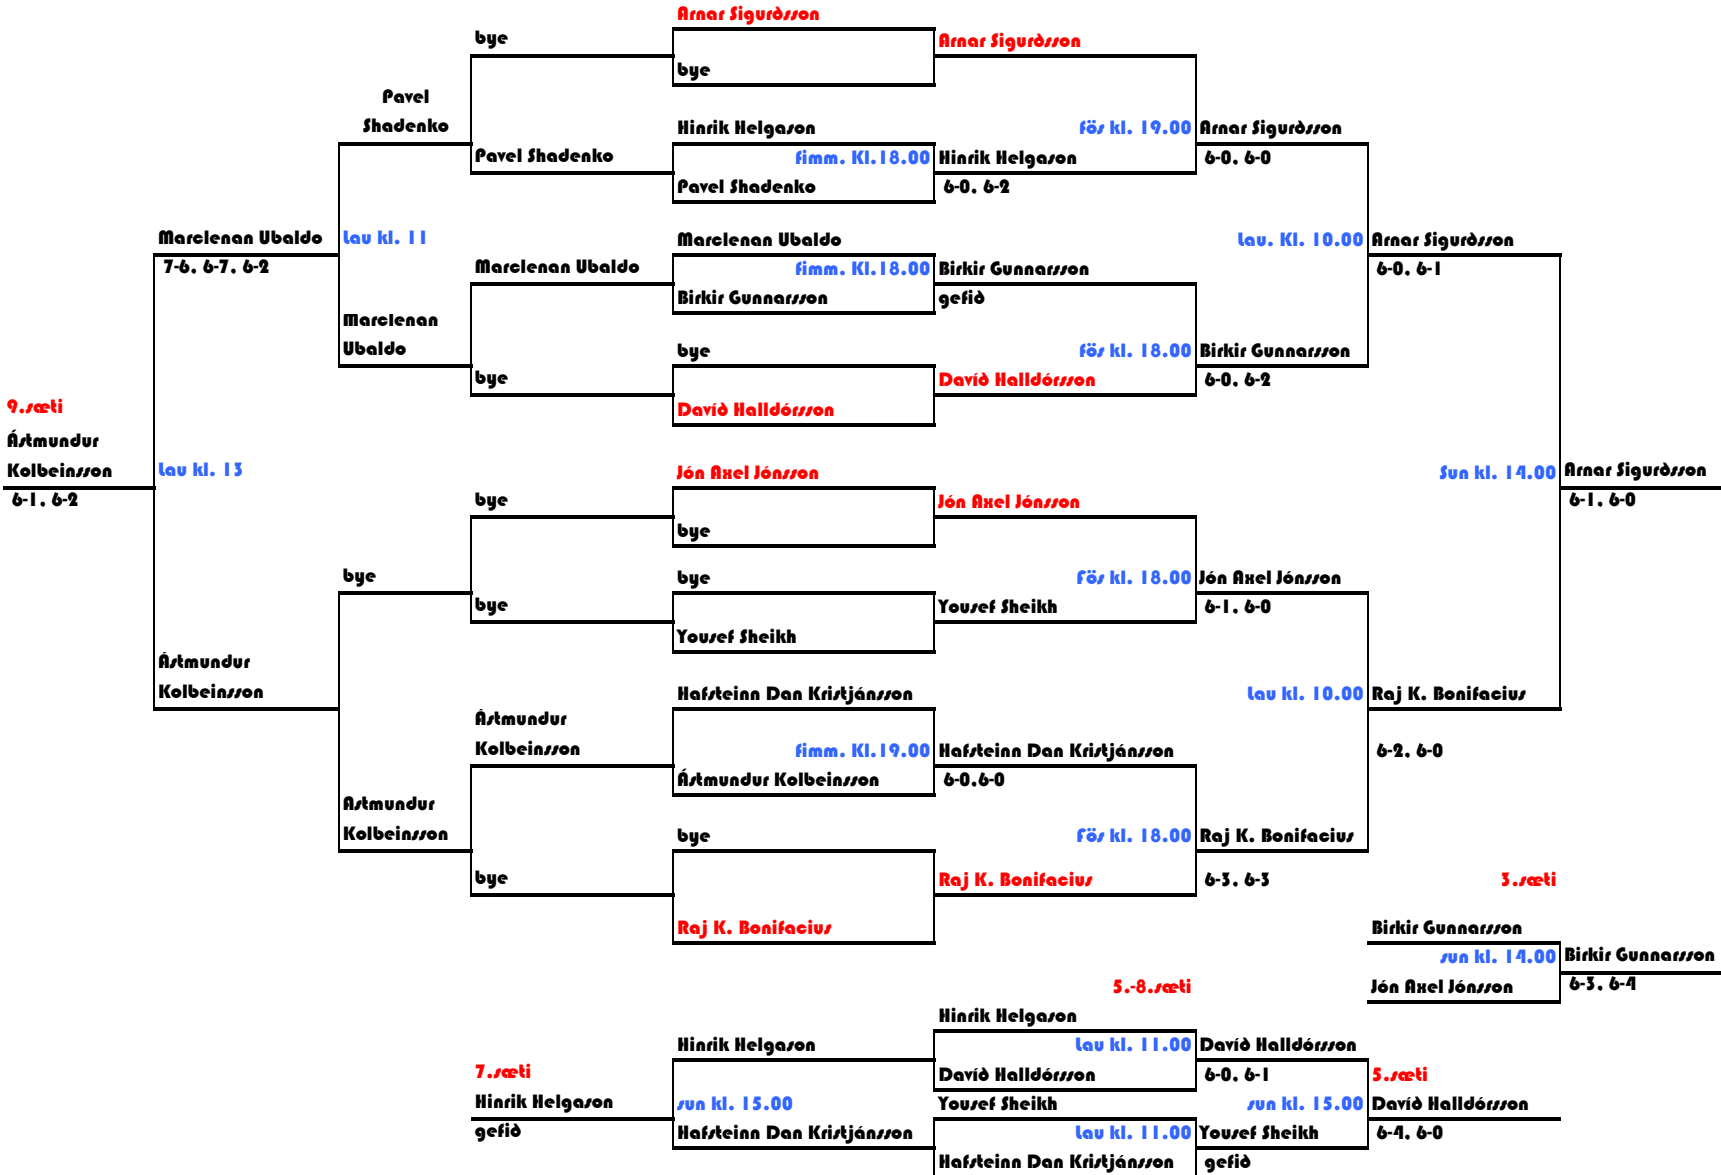 Arnar Sigurðsson
bye
Arnar Sigurðsson
bye
Pavel
Shadenko
Hinrik Helgason
fös kl. 19.00
Arnar Sigurðsson
Pavel Shadenko
fimm. Kl.18.00
Hinrik Helgason
6-0, 6-0
Pavel Shadenko
6-0, 6-2
Marclenan Ubaldo
Lau kl. 11
Marclenan Ubaldo
Lau. Kl. 10.00
Arnar Sigurðsson
7-6, 6-7, 6-2
Marclenan Ubaldo
fimm. Kl.18.00
Birkir Gunnarsson
6-0, 6-1
Birkir Gunnarsson
gefið
Marclenan
Ubaldo
bye
fös kl. 18.00
Birkir Gunnarsson
bye
Davíð Halldórsson
6-0, 6-2
9.sæti
Davíð Halldórsson
Ástmundur
Kolbeinsson
Lau kl. 13
Jón Axel Jónsson
Sun kl. 14.00
Arnar Sigurðsson
6-1, 6-2
bye
Jón Axel Jónsson
6-1, 6-0
bye
bye
bye
Fös kl. 18.00
Jón Axel Jónsson
bye
Yousef Sheikh
6-1, 6-0
Yousef Sheikh
Ástmundur
Kolbeinsson
Hafsteinn Dan Kristjánsson
Lau kl. 10.00
Raj K. Bonifacius
Ástmundur
Kolbeinsson
fimm. Kl.19.00
Hafsteinn Dan Kristjánsson
6-2, 6-0
Ástmundur Kolbeinsson
6-0,6-0
Astmundur
Kolbeinsson
bye
Fös kl. 18.00
Raj K. Bonifacius
bye
Raj K. Bonifacius
6-3, 6-3
3.sæti
Raj K. Bonifacius
Birkir Gunnarsson
sun kl. 14.00
Birkir Gunnarsson
5.-8.sæti
Jón Axel Jónsson
6-3, 6-4
Hinrik Helgason
Hinrik Helgason
Lau kl. 11.00
Davíð Halldórsson
7.sæti
Davíð Halldórsson
6-0, 6-1
5.sæti
Hinrik Helgason
sun kl. 15.00
Yousef Sheikh
sun kl. 15.00
Davíð Halldórsson
gefið
Hafsteinn Dan Kristjánsson
Lau kl. 11.00
Yousef Sheikh
6-4, 6-0
Hafsteinn Dan Kristjánsson
gefið